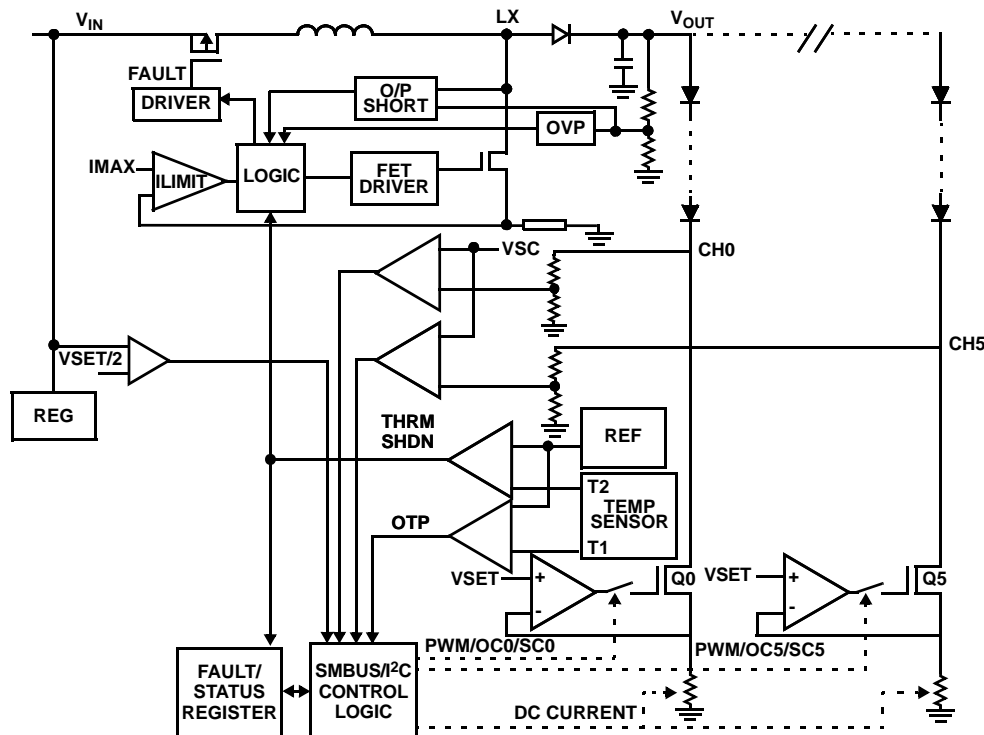 VIN
LX
VOUT
FAULT
DRIVER
O/P
SHORT
OVP
IMAX
ILIMIT
LOGIC
FET
DRIVER
VSC
CH0
CH5
VSET/2
REG
THRM
SHDN
REF
T2
TEMP
SENSOR
T1
OTP
VSET
+
-
Q0
VSET
+
-
Q5
PWM/OC0/SC0
PWM/OC5/SC5
FAULT/
STATUS
REGISTER
SMBUS/I²C
CONTROL
LOGIC
DC CURRENT